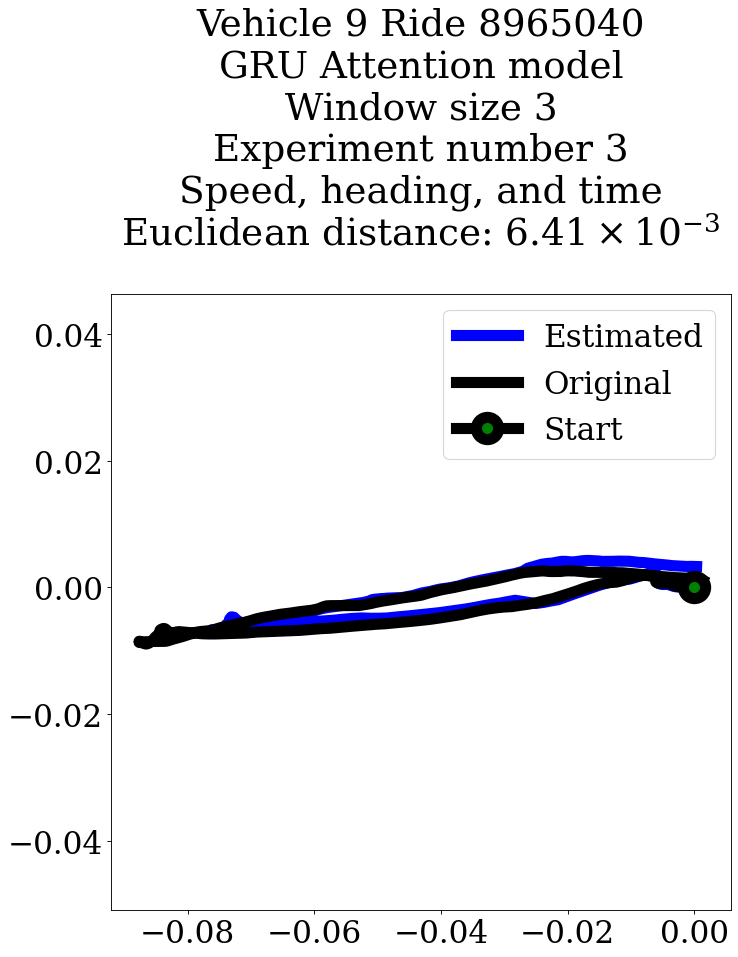 Vehicle 9 Ride 8965040
GRU Attention model
Window size 3
Experiment number 3
Speed, heading, and time
Euclidean distance: 6.41 × 10⁻³
Estimated
Original
Start
0.04
0.02
0.00
−0.02
−0.04
−0.08 −0.06 −0.04 −0.02 0.00